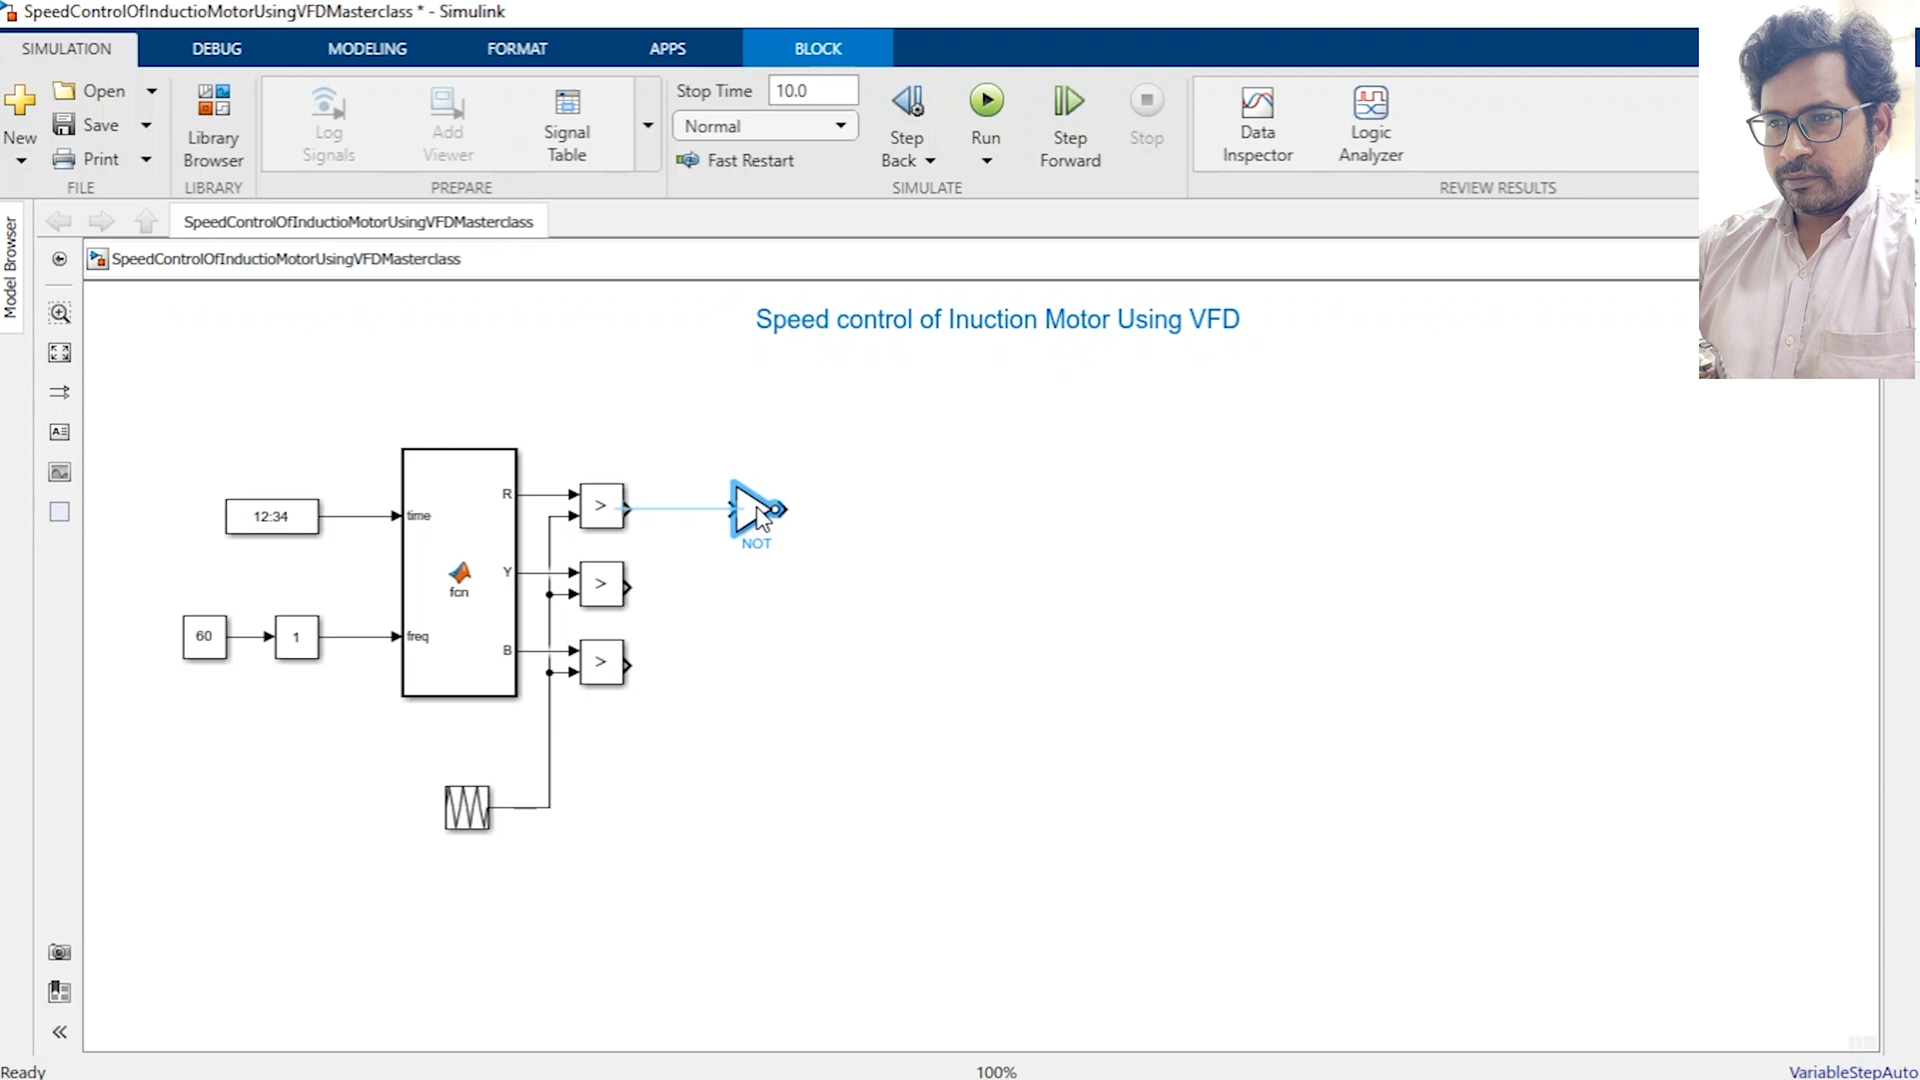 SpeedControlOfInductioMotorUsingVFDMasterclass * - Simulink
SIMULATION DEBUG MODELING FORMAT APPS BLOCK
New
Open
Save
Print
FILE
Library Browser
LIBRARY
Log Signals
Add Viewer
Signal Table
PREPARE
Stop Time 10.0
Normal
Fast Restart
Step Back
Run
Step Forward
Stop
SIMULATE
Data Inspector
Logic Analyzer
REVIEW RESULTS
Model Browser
SpeedControlOfInductioMotorUsingVFDMasterclass
SpeedControlOfInductioMotorUsingVFDMasterclass
Speed control of Inuction Motor Using VFD
12:34
60
1
time
freq
fcn
R
Y
B
>
>
>
NOT
Ready
100%
VariableStepAuto